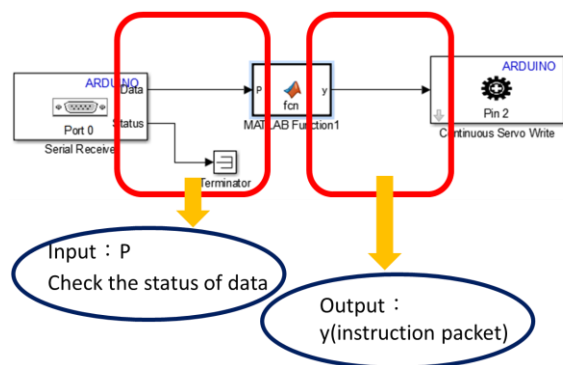 ARDUINO
Data
Port 0
Status
Serial Receive
P
fcn
y
MATLAB Function1
Terminator
ARDUINO
Pin 2
Continuous Servo Write
Input：P
Check the status of data
Output：
y(instruction packet)